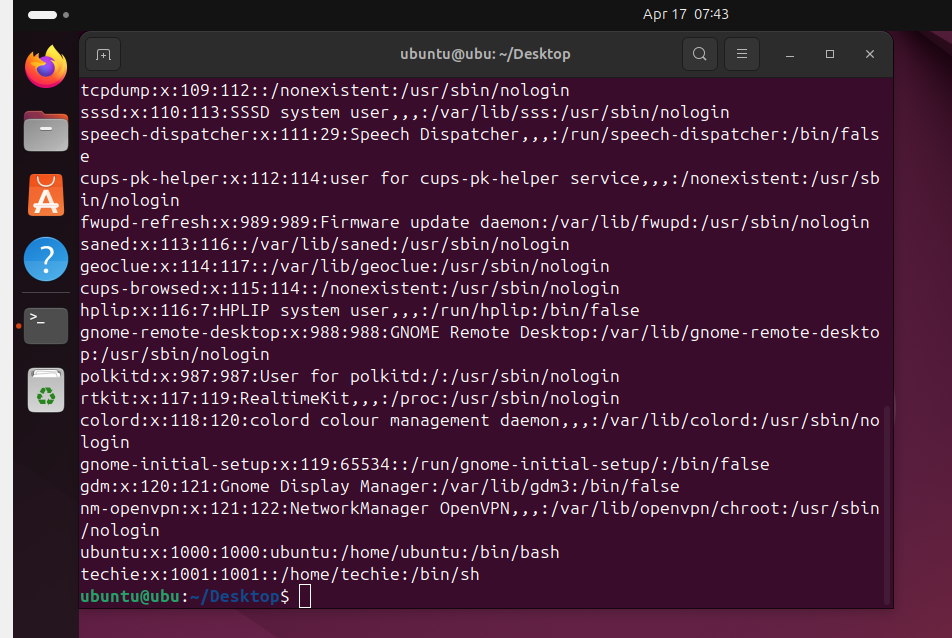 Apr 17  07:43
ubuntu@ubu: ~/Desktop
tcpdump:x:109:112::/nonexistent:/usr/sbin/nologin
sssd:x:110:113:SSSD system user,,,:/var/lib/sss:/usr/sbin/nologin
speech-dispatcher:x:111:29:Speech Dispatcher,,,:/run/speech-dispatcher:/bin/fals
e
cups-pk-helper:x:112:114:user for cups-pk-helper service,,,:/nonexistent:/usr/sb
in/nologin
fwupd-refresh:x:989:989:Firmware update daemon:/var/lib/fwupd:/usr/sbin/nologin
saned:x:113:116::/var/lib/saned:/usr/sbin/nologin
geoclue:x:114:117::/var/lib/geoclue:/usr/sbin/nologin
cups-browsed:x:115:114::/nonexistent:/usr/sbin/nologin
hplip:x:116:7:HPLIP system user,,,:/run/hplip:/bin/false
gnome-remote-desktop:x:988:988:GNOME Remote Desktop:/var/lib/gnome-remote-deskto
p:/usr/sbin/nologin
polkitd:x:987:987:User for polkitd:/:/usr/sbin/nologin
rtkit:x:117:119:RealtimeKit,,,:/proc:/usr/sbin/nologin
colord:x:118:120:colord colour management daemon,,,:/var/lib/colord:/usr/sbin/no
login
gnome-initial-setup:x:119:65534::/run/gnome-initial-setup/:/bin/false
gdm:x:120:121:Gnome Display Manager:/var/lib/gdm3:/bin/false
nm-openvpn:x:121:122:NetworkManager OpenVPN,,,:/var/lib/openvpn/chroot:/usr/sbin
/nologin
ubuntu:x:1000:1000:ubuntu:/home/ubuntu:/bin/bash
techie:x:1001:1001::/home/techie:/bin/sh
ubuntu@ubu:~/Desktop$